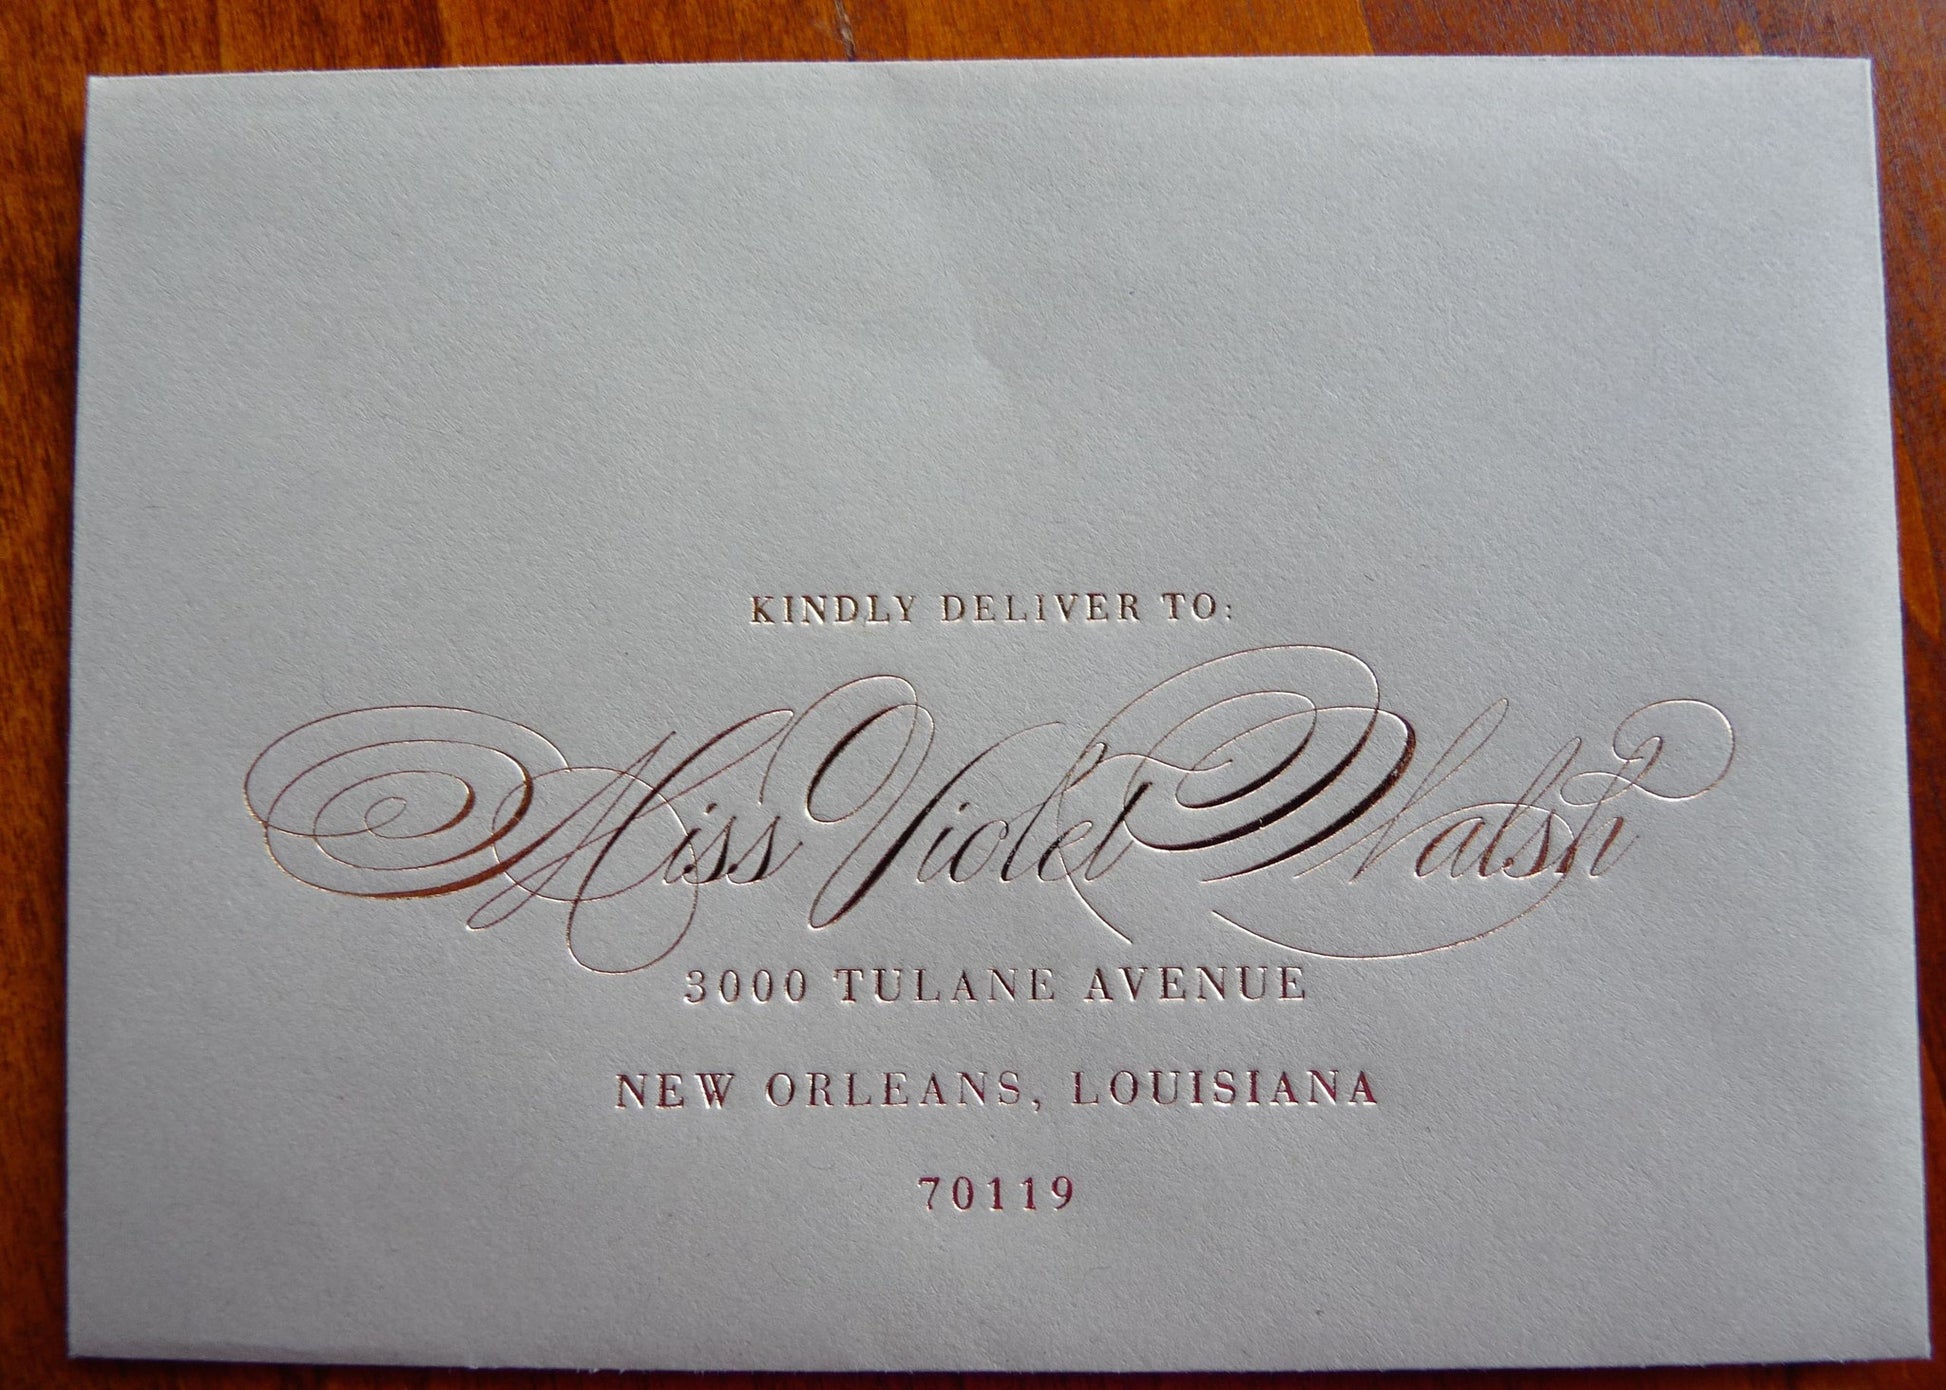 KINDLY DELIVER TO:
Miss Violet Walsh
3000 TULANE AVENUE
NEW ORLEANS, LOUISIANA
70119